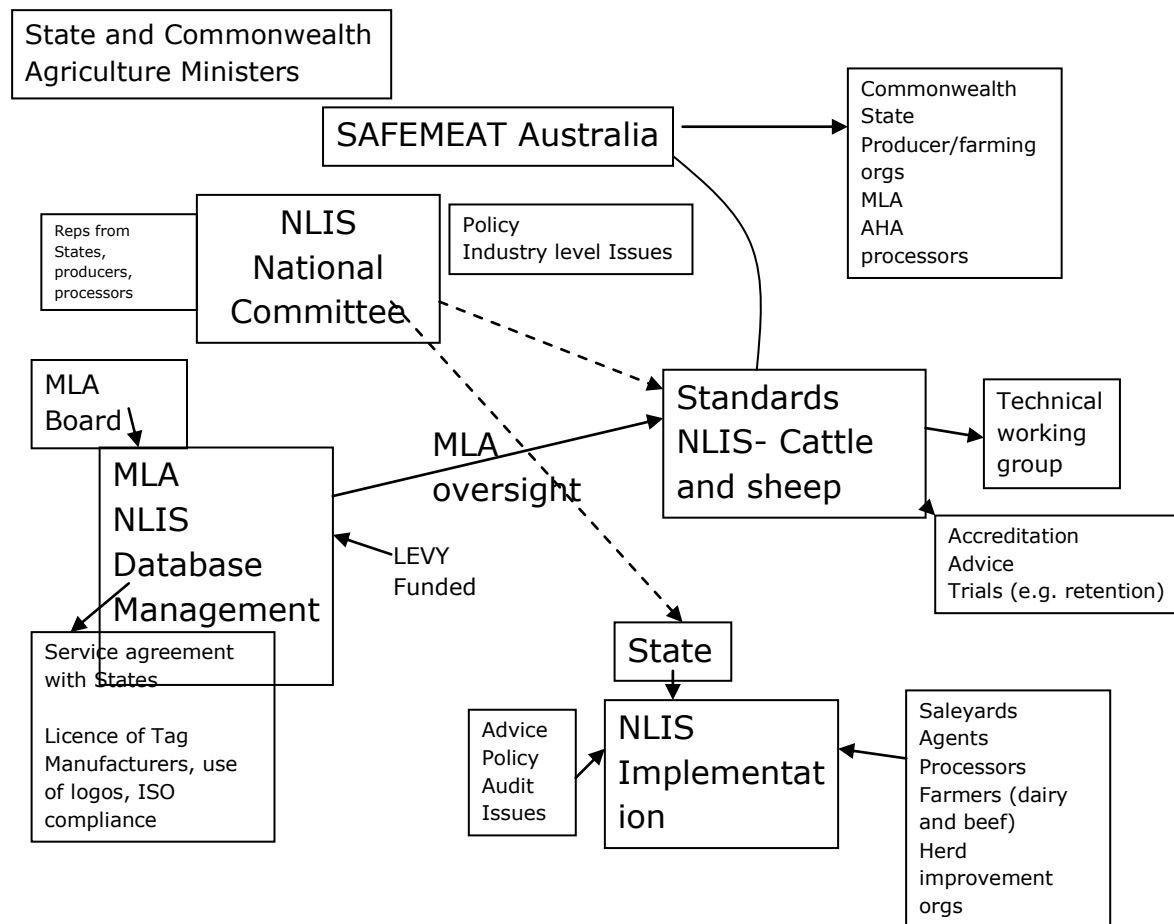 State and Commonwealth
Agriculture Ministers
SAFEMEAT Australia
Commonwealth
State
Producer/farming
orgs
MLA
AHA
processors
Reps from
States,
producers,
processors
NLIS
National
Committee
Policy
Industry level Issues
MLA
Board
MLA
NLIS
Database
Management
MLA
oversight
LEVY
Funded
Standards
NLIS- Cattle
and sheep
Technical
working
group
Accreditation
Advice
Trials (e.g. retention)
Service agreement
with States
Licence of Tag
Manufacturers, use
of logos, ISO
compliance
State
Advice
Policy
Audit
Issues
NLIS
Implementat
ion
Saleyards
Agents
Processors
Farmers (dairy
and beef)
Herd
improvement
orgs